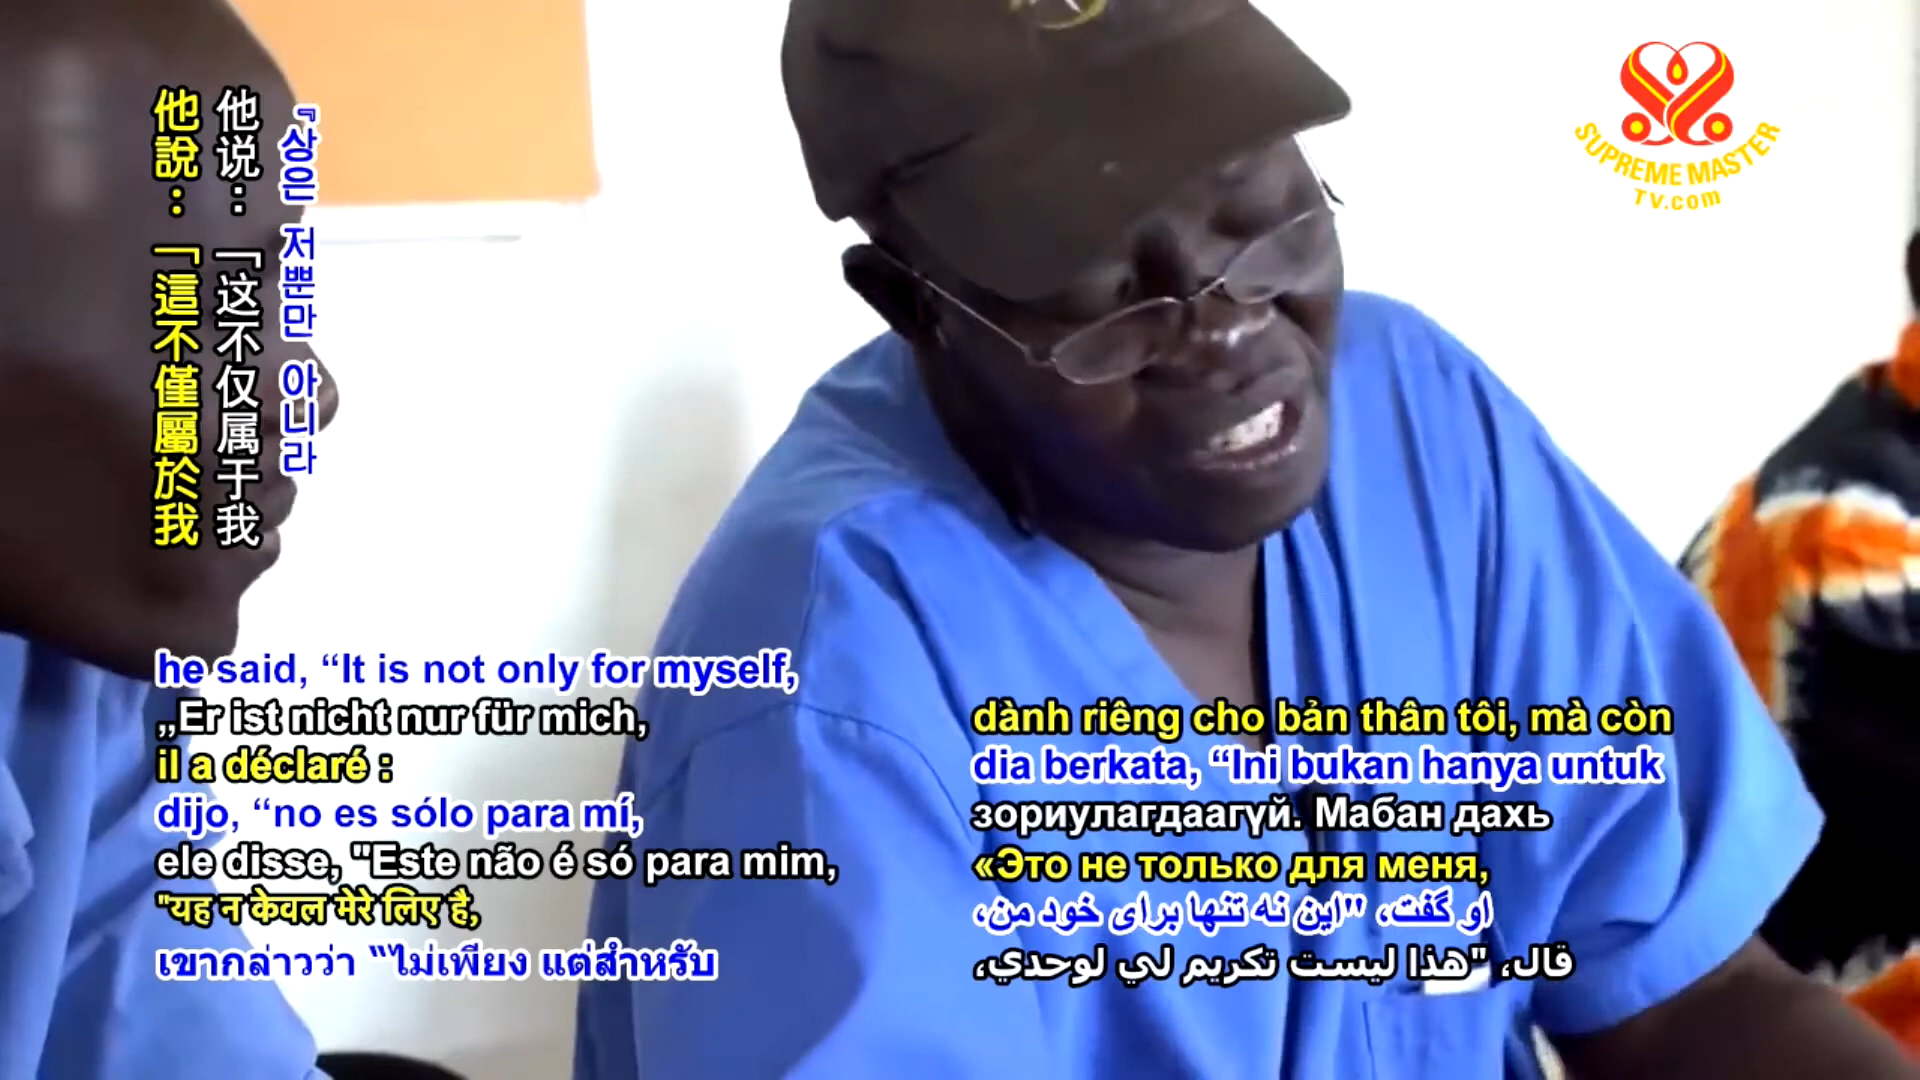 他說：「這不僅屬於我
他说：「这不仅属于我
『상은 저뿐만 아니라
SUPREME MASTER
TV.com
he said, “It is not only for myself,
„Er ist nicht nur für mich,
il a déclaré :
dijo, “no es sólo para mí,
ele disse, "Este não é só para mim,
"यह न केवल मेरे लिए है,
เขากล่าวว่า “ไม่เพียง แต่สำหรับ
dành riêng cho bản thân tôi, mà còn
dia berkata, “Ini bukan hanya untuk
зориулагдаагүй. Мабан дахь
«Это не только для меня,
او گفت، "این نه تنها برای خود من،
قال، "هذا ليست تكريم لي لوحدي،